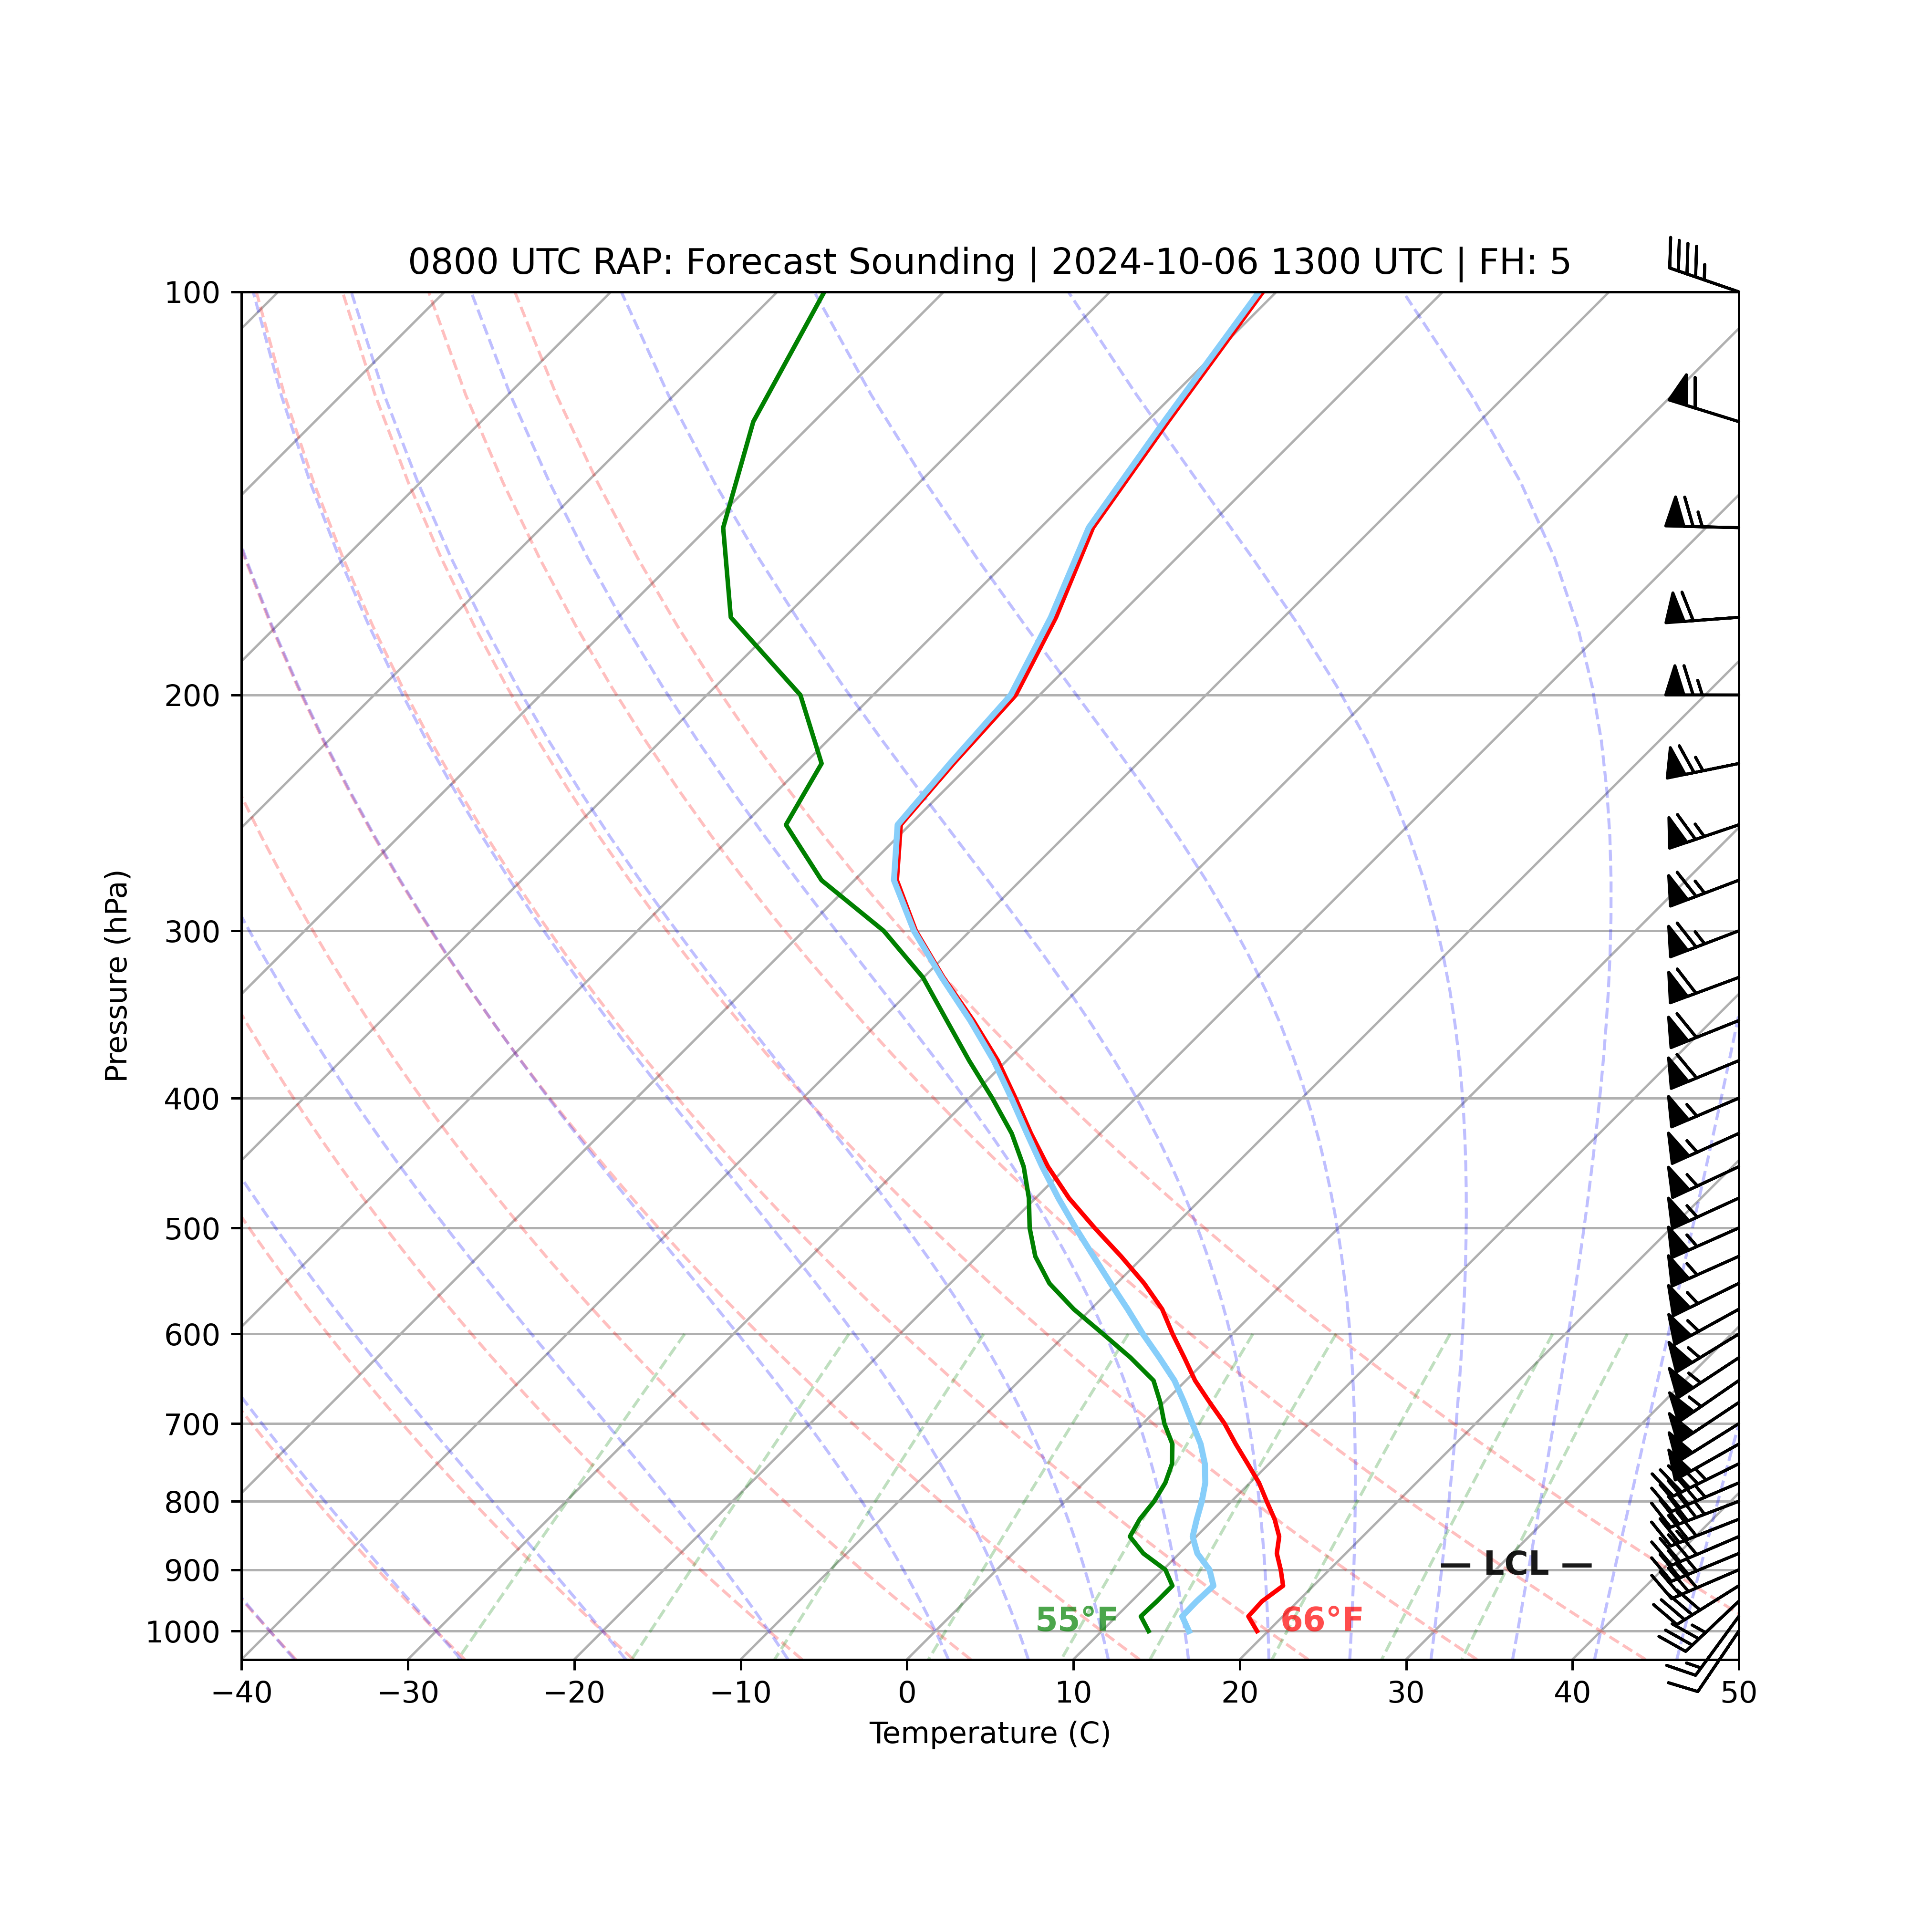 0800 UTC RAP: Forecast Sounding | 2024-10-06 1300 UTC | FH: 5
100
200
300
400
500
600
700
800
900
1000
Pressure (hPa)
— LCL —
55°F
66°F
−40 −30 −20 −10 0 10 20 30 40 50
Temperature (C)